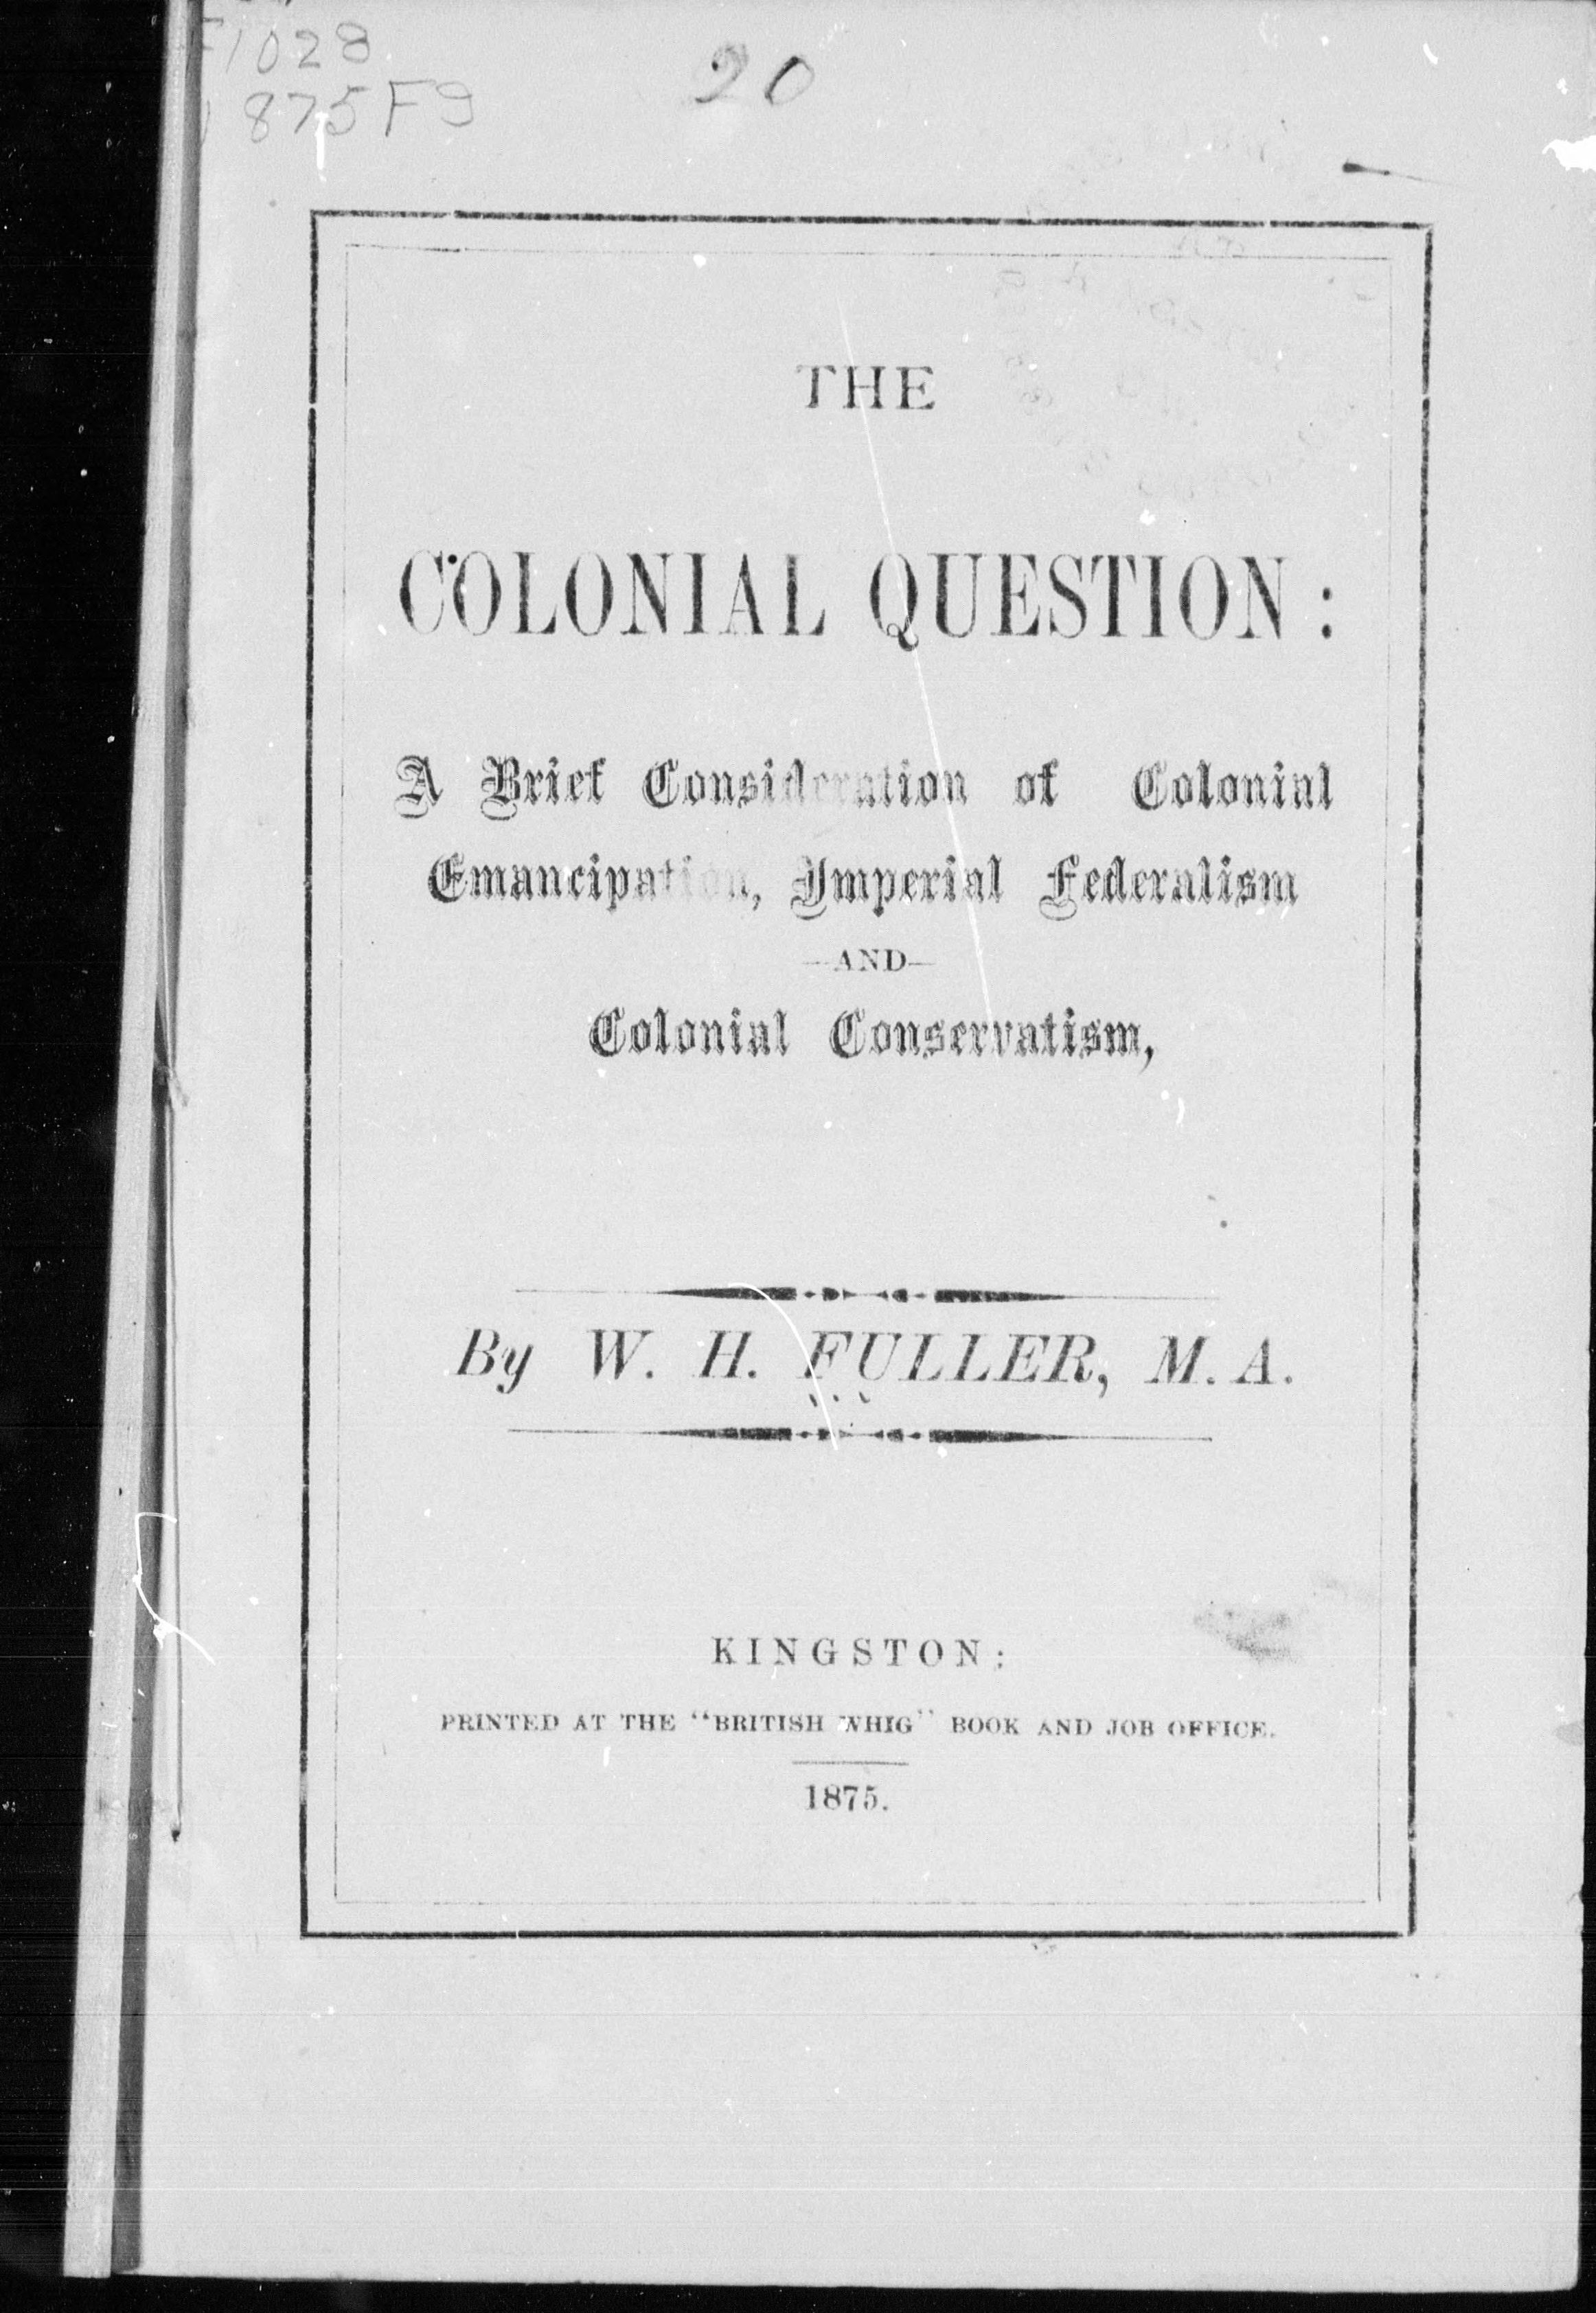 F1028
1875F9
20
THE
COLONIAL QUESTION:
A Brief Consideration of Colonial
Emancipation, Imperial Federalism
—AND—
Colonial Conservatism,
By W. H. FULLER, M. A.
KINGSTON:
PRINTED AT THE "BRITISH WHIG" BOOK AND JOB OFFICE.
1875.